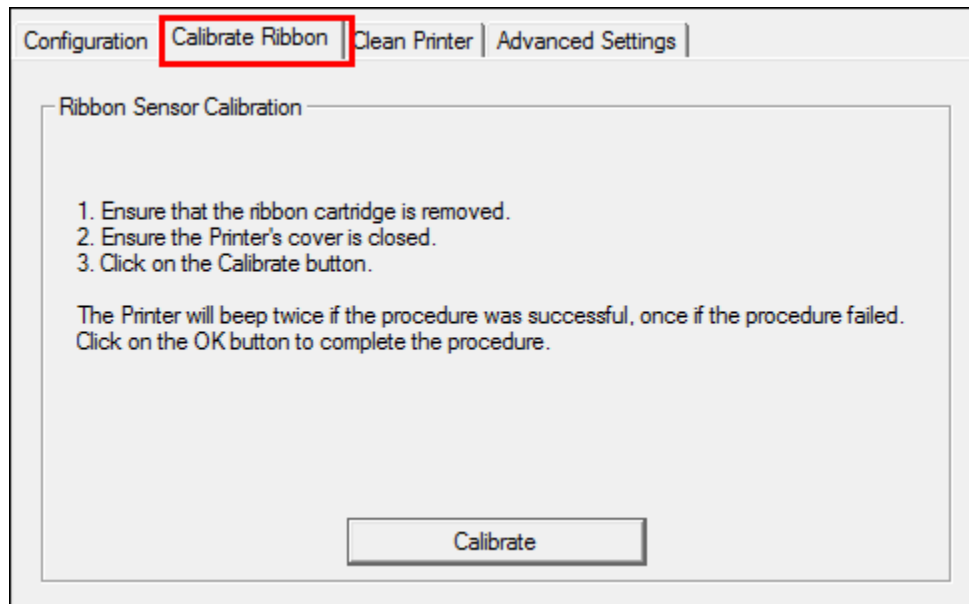 Configuration Calibrate Ribbon Clean Printer Advanced Settings
Ribbon Sensor Calibration
1. Ensure that the ribbon cartridge is removed.
2. Ensure the Printer's cover is closed.
3. Click on the Calibrate button.
The Printer will beep twice if the procedure was successful, once if the procedure failed.
Click on the OK button to complete the procedure.
Calibrate